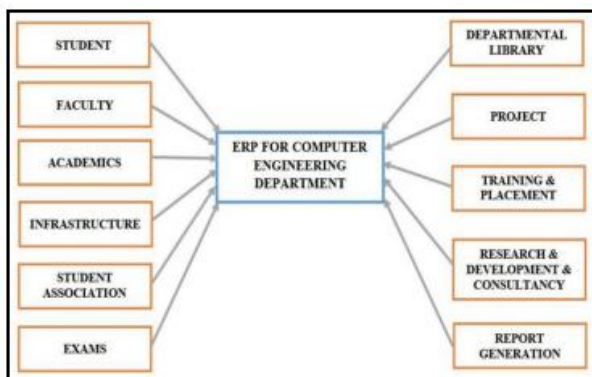 STUDENT
FACULTY
ACADEMICS
INFRASTRUCTURE
STUDENT
ASSOCIATION
EXAMS
ERP FOR COMPUTER
ENGINEERING
DEPARTMENT
DEPARTMENTAL
LIBRARY
PROJECT
TRAINING &
PLACEMENT
RESEARCH &
DEVELOPMENT &
CONSULTANCY
REPORT
GENERATION